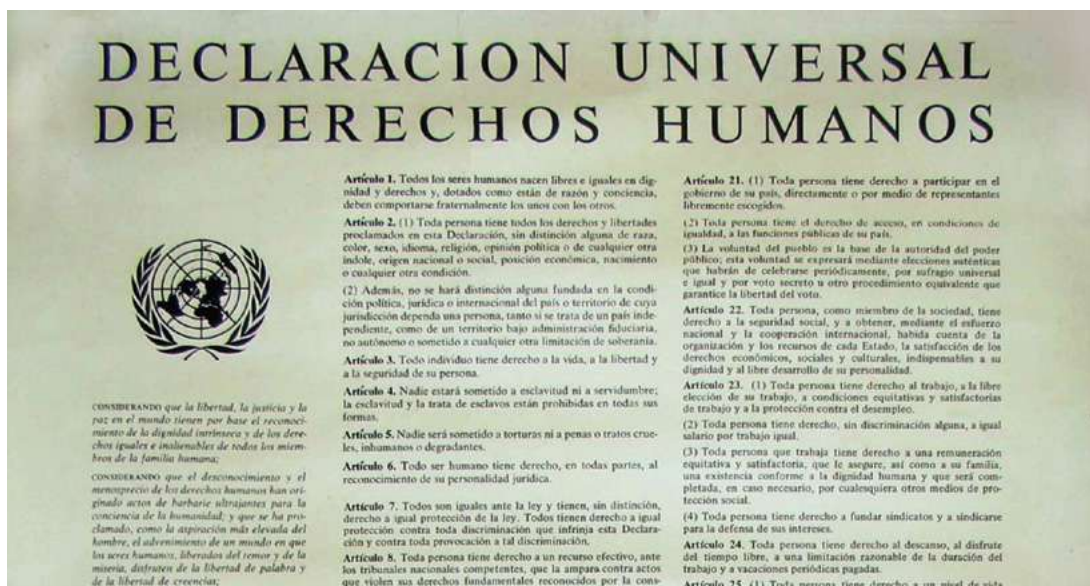 DECLARACION UNIVERSAL
DE DERECHOS HUMANOS
CONSIDERANDO que la libertad, la justicia y la
paz en el mundo tienen por base el reconoci-
miento de la dignidad intrínseca y de los dere-
chos iguales e inalienables de todos los miem-
bros de la familia humana;
CONSIDERANDO que el desconocimiento y el
menosprecio de los derechos humanos han ori-
ginado actos de barbarie ultrajantes para la
conciencia de la humanidad; y que se ha pro-
clamado, como la aspiración más elevada del
hombre, el advenimiento de un mundo en que
los seres humanos, liberados del temor y de la
miseria, disfruten de la libertad de palabra y
de la libertad de creencias;
Artículo 1. Todos los seres humanos nacen libres e iguales en dig-
nidad y derechos y, dotados como están de razón y conciencia,
deben comportarse fraternalmente los unos con los otros.
Artículo 2. (1) Toda persona tiene todos los derechos y libertades
proclamados en esta Declaración, sin distinción alguna de raza,
color, sexo, idioma, religión, opinión política o de cualquier otra
índole, origen nacional o social, posición económica, nacimiento
o cualquier otra condición.
(2) Además, no se hará distinción alguna fundada en la condi-
ción política, jurídica o internacional del país o territorio de cuya
jurisdicción dependa una persona, tanto si se trata de un país inde-
pendiente, como de un territorio bajo administración fiduciaria,
no autónomo o sometido a cualquier otra limitación de soberanía.
Artículo 3. Todo individuo tiene derecho a la vida, a la libertad y
a la seguridad de su persona.
Artículo 4. Nadie estará sometido a esclavitud ni a servidumbre;
la esclavitud y la trata de esclavos están prohibidas en todas sus
formas.
Artículo 5. Nadie será sometido a torturas ni a penas o tratos crue-
les, inhumanos o degradantes.
Artículo 6. Todo ser humano tiene derecho, en todas partes, al
reconocimiento de su personalidad jurídica.
Artículo 7. Todos son iguales ante la ley y tienen, sin distinción,
derecho a igual protección de la ley. Todos tienen derecho a igual
protección contra toda discriminación que infrinja esta Declara-
ción y contra toda provocación a tal discriminación.
Artículo 8. Toda persona tiene derecho a un recurso efectivo, ante
los tribunales nacionales competentes, que la ampare contra actos
que violen sus derechos fundamentales reconocidos por la cons-
Artículo 21. (1) Toda persona tiene derecho a participar en el
gobierno de su país, directamente o por medio de representantes
libremente escogidos.
(2) Toda persona tiene el derecho de acceso, en condiciones de
igualdad, a las funciones públicas de su país.
(3) La voluntad del pueblo es la base de la autoridad del poder
público; esta voluntad se expresará mediante elecciones auténticas
que habrán de celebrarse periódicamente, por sufragio universal
e igual y por voto secreto u otro procedimiento equivalente que
garantice la libertad del voto.
Artículo 22. Toda persona, como miembro de la sociedad, tiene
derecho a la seguridad social, y a obtener, mediante el esfuerzo
nacional y la cooperación internacional, habida cuenta de la
organización y los recursos de cada Estado, la satisfacción de los
derechos económicos, sociales y culturales, indispensables a su
dignidad y al libre desarrollo de su personalidad.
Artículo 23. (1) Toda persona tiene derecho al trabajo, a la libre
elección de su trabajo, a condiciones equitativas y satisfactorias
de trabajo y a la protección contra el desempleo.
(2) Toda persona tiene derecho, sin discriminación alguna, a igual
salario por trabajo igual.
(3) Toda persona que trabaja tiene derecho a una remuneración
equitativa y satisfactoria, que le asegure, así como a su familia,
una existencia conforme a la dignidad humana y que será com-
pletada, en caso necesario, por cualesquiera otros medios de pro-
tección social.
(4) Toda persona tiene derecho a fundar sindicatos y a sindicarse
para la defensa de sus intereses.
Artículo 24. Toda persona tiene derecho al descanso, al disfrute
del tiempo libre, a una limitación razonable de la duración del
trabajo y a vacaciones periódicas pagadas.
Artículo 25. (1) Toda persona tiene derecho a un nivel de vida